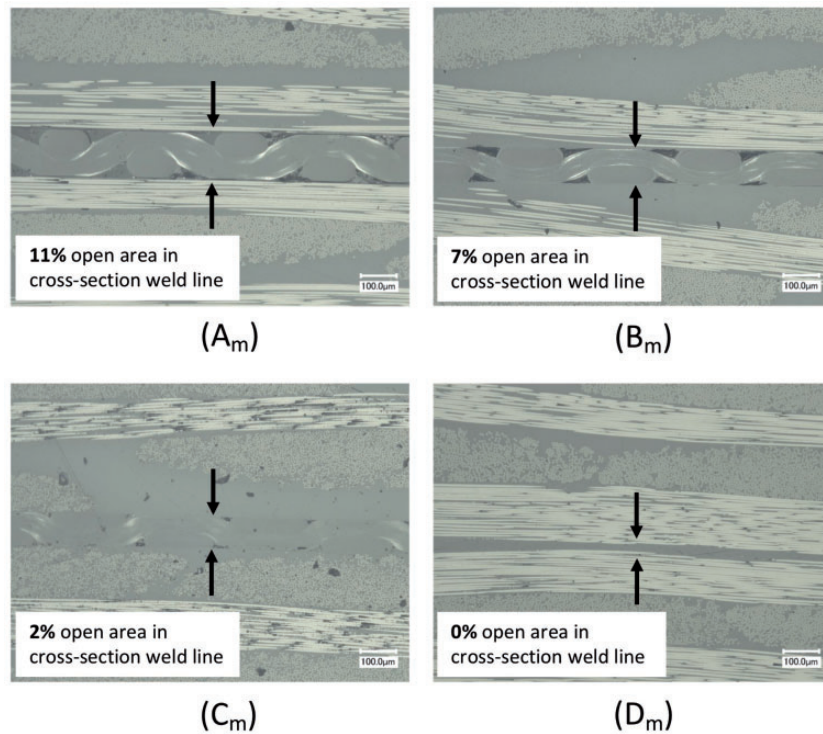 11% open area in
cross-section weld line
100.0µm
(Am)
7% open area in
cross-section weld line
100.0µm
(Bm)
2% open area in
cross-section weld line
100.0µm
(Cm)
0% open area in
cross-section weld line
100.0µm
(Dm)